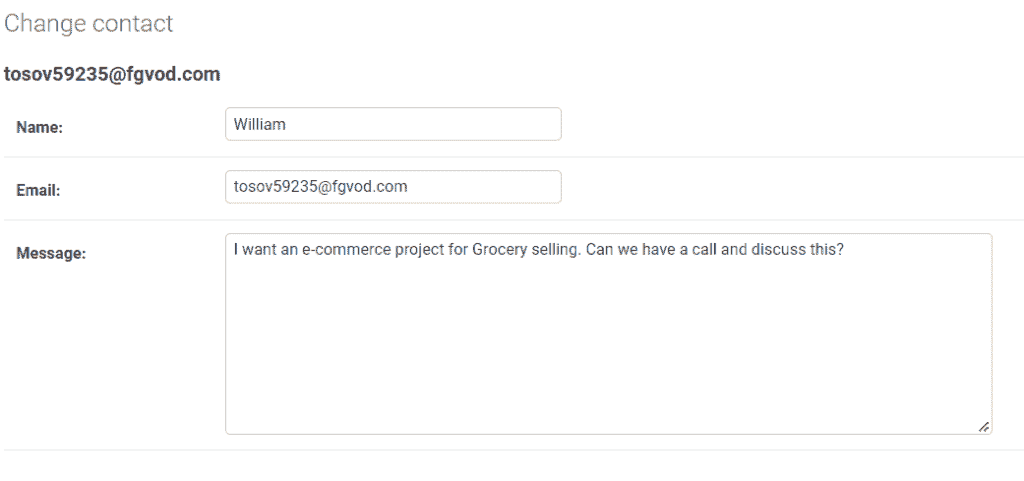 Change contact
tosov59235@fgvod.com
Name:
William
Email:
tosov59235@fgvod.com
Message:
I want an e-commerce project for Grocery selling. Can we have a call and discuss this?